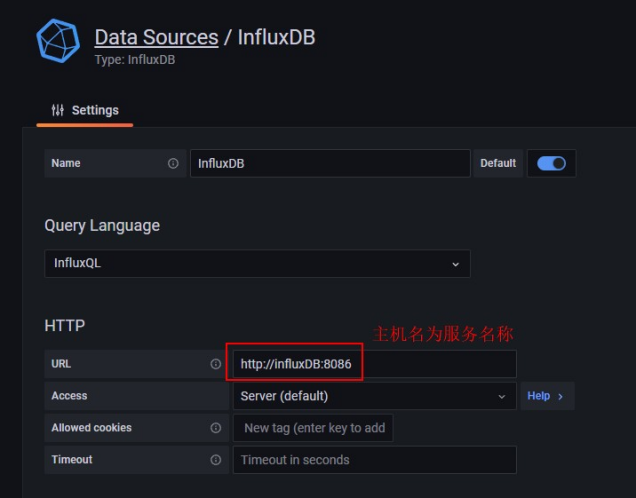 Data Sources / InfluxDB
Type: InfluxDB
Settings
Name InfluxDB Default
Query Language
InfluxQL
HTTP
主机名为服务名称
URL http://influxDB:8086
Access Server (default) Help >
Allowed cookies New tag (enter key to add
Timeout Timeout in seconds